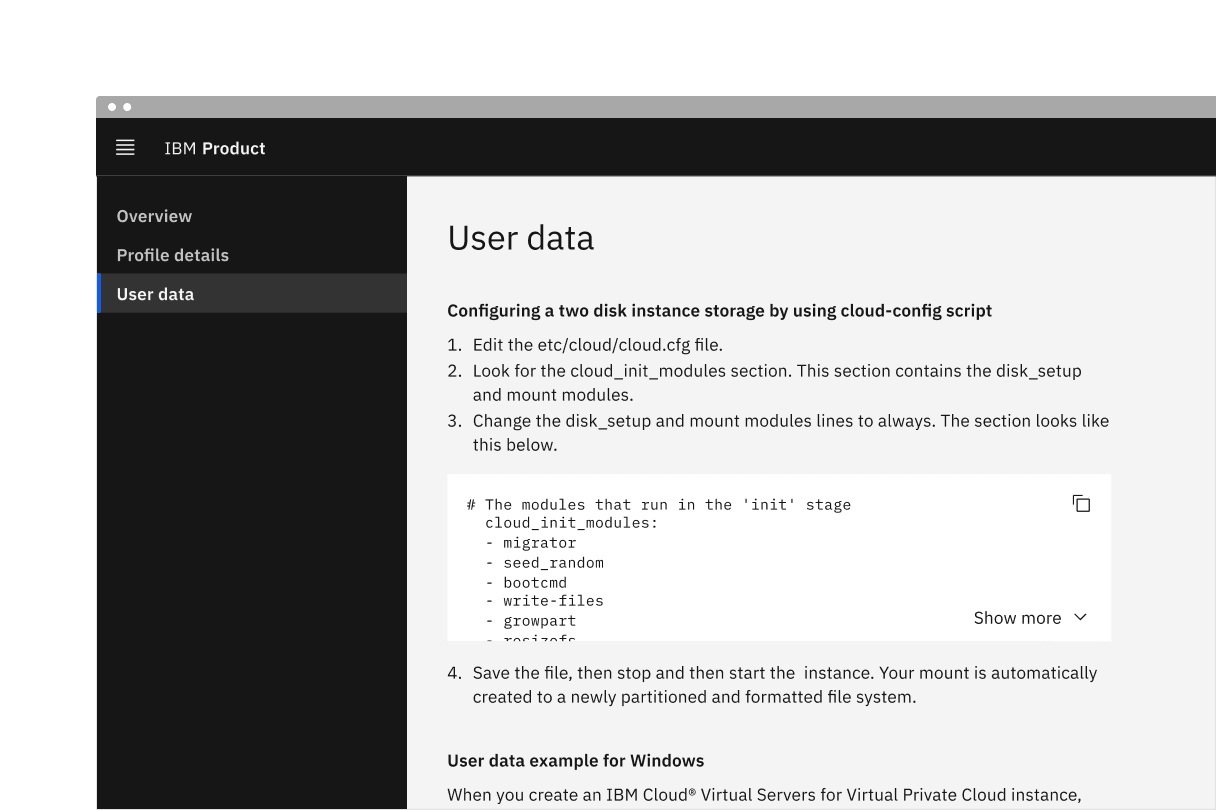 IBM Product
Overview
Profile details
User data
User data
Configuring a two disk instance storage by using cloud-config script
1. Edit the etc/cloud/cloud.cfg file.
2. Look for the cloud_init_modules section. This section contains the disk_setup
and mount modules.
3. Change the disk_setup and mount modules lines to always. The section looks like
this below.
# The modules that run in the 'init' stage
cloud_init_modules:
- migrator
- seed_random
- bootcmd
- write-files
- growpart
- resizefs
Show more
4. Save the file, then stop and then start the  instance. Your mount is automatically
created to a newly partitioned and formatted file system.
User data example for Windows
When you create an IBM Cloud® Virtual Servers for Virtual Private Cloud instance,